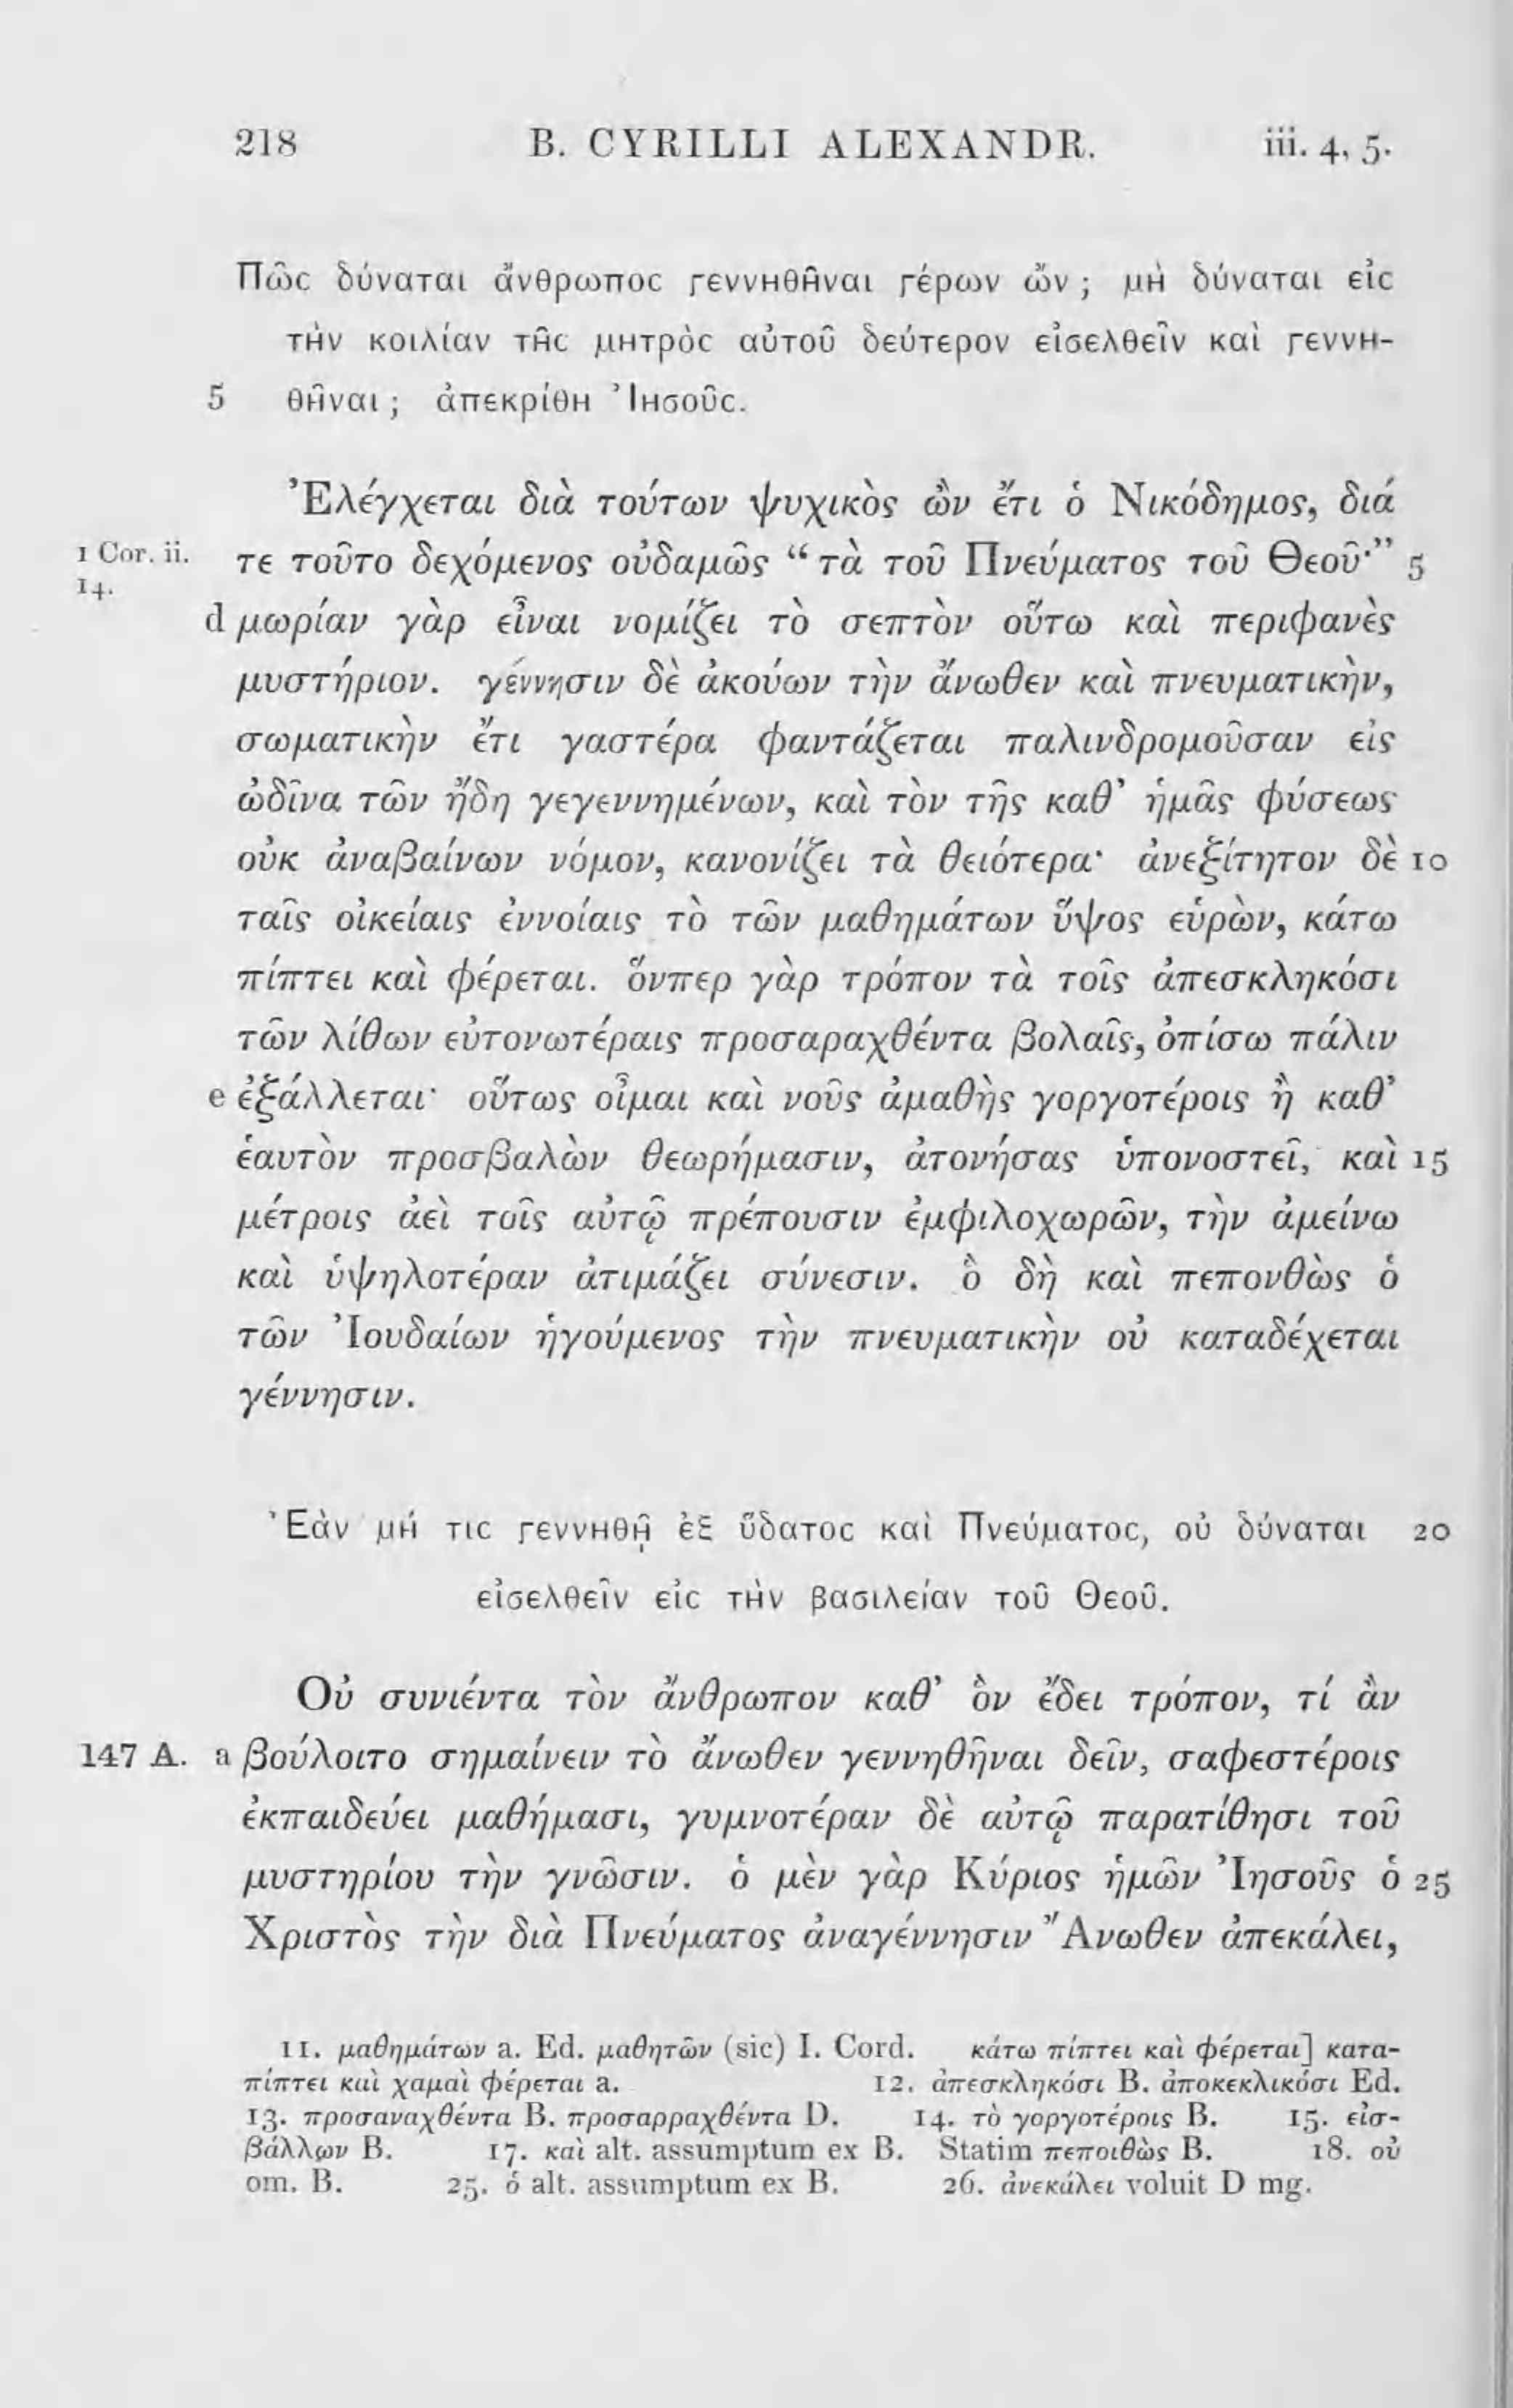 218 B. CYRILLI ALEXANDR. iii. 4, 5.
Πῶς δύναται ἄνθρωπος γεννηθῆναι γέρων ὤν ; μὴ δύναται εἰς
τὴν κοιλίαν τῆς μητρὸς αὐτοῦ δεύτερον εἰσελθεῖν καὶ γεννη-
5 θῆναι ; ἀπεκρίθη Ἰησοῦς.
Ἐλέγχεται διὰ τούτων ψυχικὸς ὢν ἔτι ὁ Νικόδημος, διά
1 Cor. ii. τε τοῦτο δεχόμενος οὐδαμῶς “ τὰ τοῦ Πνεύματος τοῦ Θεοῦ·” 5
14.
d μωρίαν γὰρ εἶναι νομίζει τὸ σεπτὸν οὕτω καὶ περιφανὲς
μυστήριον. γέννησιν δὲ ἀκούων τὴν ἄνωθεν καὶ πνευματικὴν,
σωματικὴν ἔτι γαστέρα φαντάζεται παλινδρομοῦσαν εἰς
ὠδῖνα τῶν ἤδη γεγεννημένων, καὶ τὸν τῆς καθ’ ἡμᾶς φύσεως
οὐκ ἀναβαίνων νόμον, κανονίζει τὰ θειότερα· ἀνεξίτητον δὲ 10
ταῖς οἰκείαις ἐννοίαις τὸ τῶν μαθημάτων ὕψος εὑρὼν, κάτω
πίπτει καὶ φέρεται. ὅνπερ γὰρ τρόπον τὰ τοῖς ἀπεσκληκόσι
τῶν λίθων εὐτονωτέραις προσαραχθέντα βολαῖς, ὀπίσω πάλιν
e ἐξάλλεται· οὕτως οἶμαι καὶ νοῦς ἀμαθὴς γοργοτέροις ἢ καθ’
ἑαυτὸν προσβαλὼν θεωρήμασιν, ἀτονήσας ὑπονοστεῖ, καὶ 15
μέτροις ἀεὶ τοῖς αὐτῷ πρέπουσιν ἐμφιλοχωρῶν, τὴν ἀμείνω
καὶ ὑψηλοτέραν ἀτιμάζει σύνεσιν. ὃ δὴ καὶ πεπονθὼς ὁ
τῶν Ἰουδαίων ἡγούμενος τὴν πνευματικὴν οὐ καταδέχεται
γέννησιν.
Ἐὰν μή τις γεννηθῇ ἐξ ὕδατος καὶ Πνεύματος, οὐ δύναται 20
εἰσελθεῖν εἰς τὴν βασιλείαν τοῦ Θεοῦ.
Οὐ συνιέντα τὸν ἄνθρωπον καθ’ ὃν ἔδει τρόπον, τί ἂν
147 A. a βούλοιτο σημαίνειν τὸ ἄνωθεν γεννηθῆναι δεῖν, σαφεστέροις
ἐκπαιδεύει μαθήμασι, γυμνοτέραν δὲ αὐτῷ παρατίθησι τοῦ
μυστηρίου τὴν γνῶσιν. ὁ μὲν γὰρ Κύριος ἡμῶν Ἰησοῦς ὁ 25
Χριστὸς τὴν διὰ Πνεύματος ἀναγέννησιν Ἄνωθεν ἀπεκάλει,
11. μαθημάτων a. Ed. μαθητῶν (sic) I. Cord. κάτω πίπτει καὶ φέρεται] κατα-
πίπτει καὶ χαμαὶ φέρεται a. 12. ἀπεσκληκόσι B. ἀποκεκλικόσι Ed.
13. προσαναχθέντα B. προσαρραχθέντα D. 14. τὸ γοργοτέροις B. 15. εἰσ-
βάλλων B. 17. καὶ alt. assumptum ex B. Statim πεποιθὼς B. 18. οὐ
om. B. 25. ὁ alt. assumptum ex B. 26. ἀνεκάλει voluit D mg.